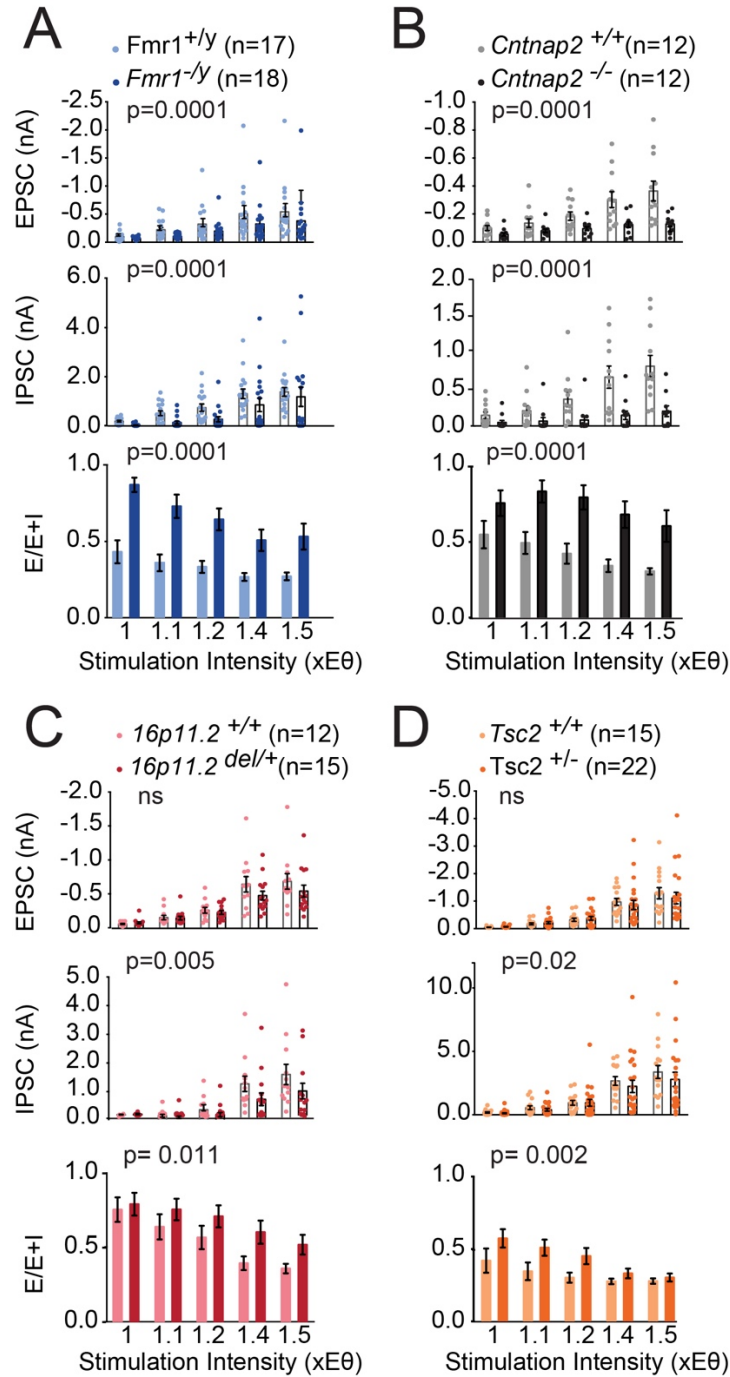 A
Fmr1+/y (n=17)
Fmr1-/y (n=18)
EPSC (nA)
-2.5
-2.0
-1.5
-1.0
-0.5
0.0
p=0.0001
IPSC (nA)
6.0
4.0
2.0
0.0
p=0.0001
E/E+I
1.0
0.5
0.0
p=0.0001
1 1.1 1.2 1.4 1.5
Stimulation Intensity (xEθ)
B
Cntnap2 +/+ (n=12)
Cntnap2 -/- (n=12)
-1.0
-0.8
-0.6
-0.4
-0.2
0
p=0.0001
2.0
1.5
1.0
0.5
0
p=0.0001
1.0
0.5
0.0
p=0.0001
1 1.1 1.2 1.4 1.5
Stimulation Intensity (xEθ)
C
16p11.2 +/+ (n=12)
16p11.2 del/+ (n=15)
EPSC (nA)
-2.0
-1.5
-1.0
-0.5
0.0
ns
IPSC (nA)
5.0
4.0
3.0
2.0
1.0
0.0
p=0.005
E/E+I
1.0
0.5
0.0
p= 0.011
1 1.1 1.2 1.4 1.5
Stimulation Intensity (xEθ)
D
Tsc2 +/+ (n=15)
Tsc2 +/- (n=22)
-5.0
-4.0
-3.0
-2.0
-1.0
0.0
ns
10.0
5.0
0.0
p=0.02
1.0
0.5
0.0
p= 0.002
1 1.1 1.2 1.4 1.5
Stimulation Intensity (xEθ)